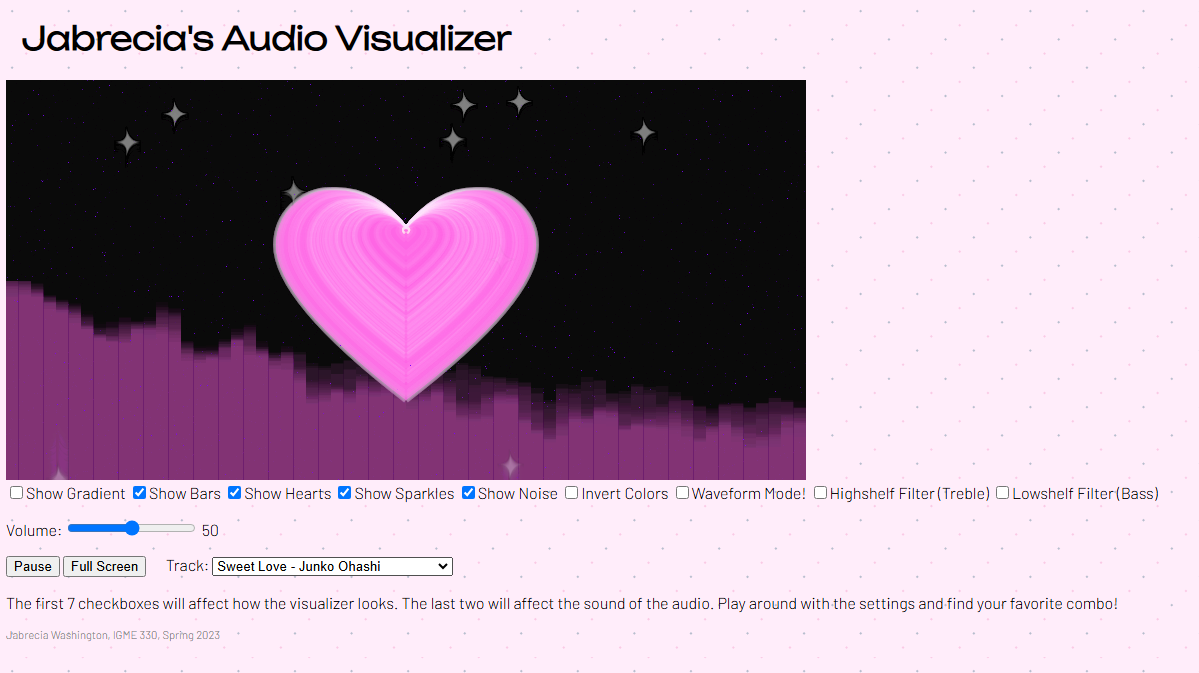 Jabrecia's Audio Visualizer
Show Gradient Show Bars Show Hearts Show Sparkles Show Noise Invert Colors Waveform Mode! Highshelf Filter(Treble) Lowshelf Filter(Bass)
Volume: 50
Pause Full Screen Track: Sweet Love - Junko Ohashi
The first 7 checkboxes will affect how the visualizer looks. The last two will affect the sound of the audio. Play around with the settings and find your favorite combo!
Jabrecia Washington, IGME 330, Spring 2023